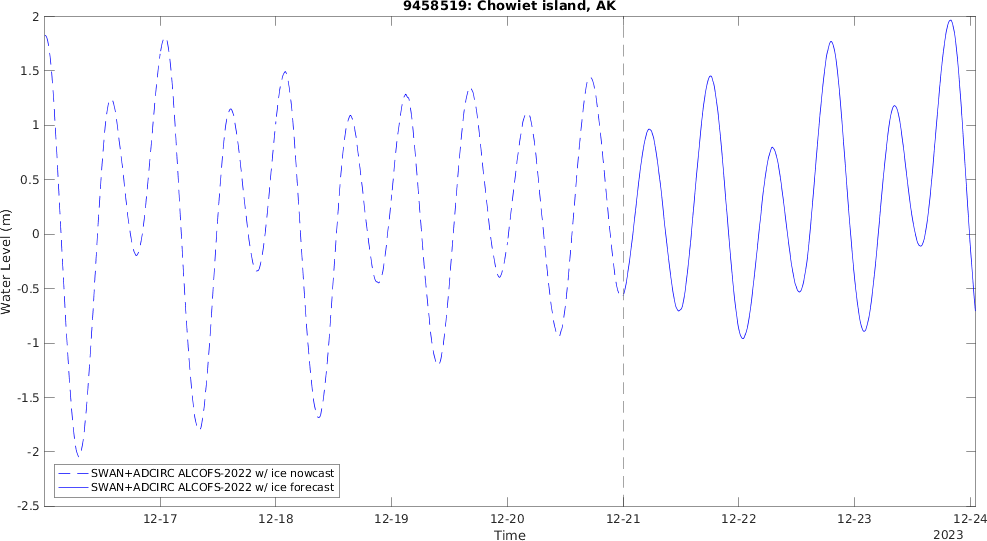 9458519: Chowiet island, AK
2
1.5
1
0.5
0
-0.5
-1
-1.5
-2
-2.5
Water Level (m)
SWAN+ADCIRC ALCOFS-2022 w/ ice nowcast
SWAN+ADCIRC ALCOFS-2022 w/ ice forecast
12-17 12-18 12-19 12-20 12-21 12-22 12-23 12-24
Time
2023